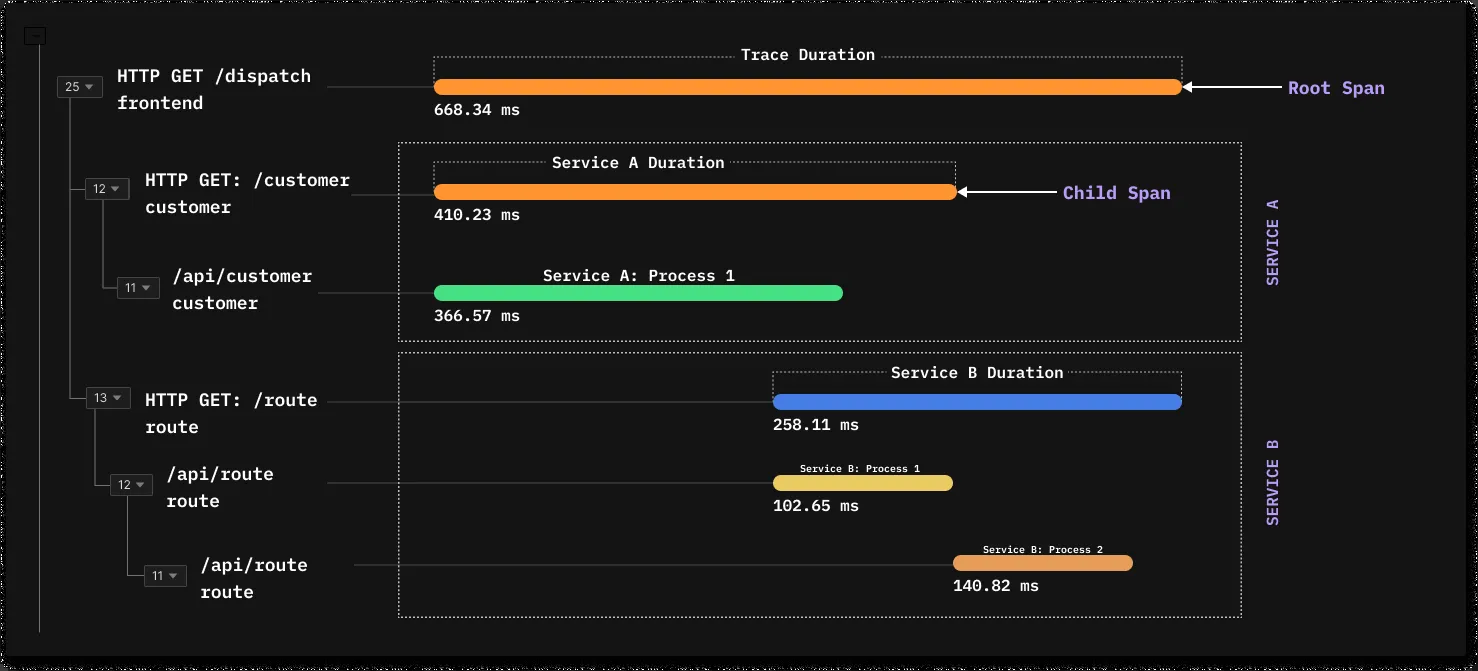 Trace Duration
25
HTTP GET /dispatch
frontend
668.34 ms
Root Span
Service A Duration
12
HTTP GET: /customer
customer
410.23 ms
Child Span
Service A: Process 1
11
/api/customer
customer
366.57 ms
SERVICE A
Service B Duration
13
HTTP GET: /route
route
258.11 ms
Service B: Process 1
12
/api/route
route
102.65 ms
Service B: Process 2
11
/api/route
route
140.82 ms
SERVICE B